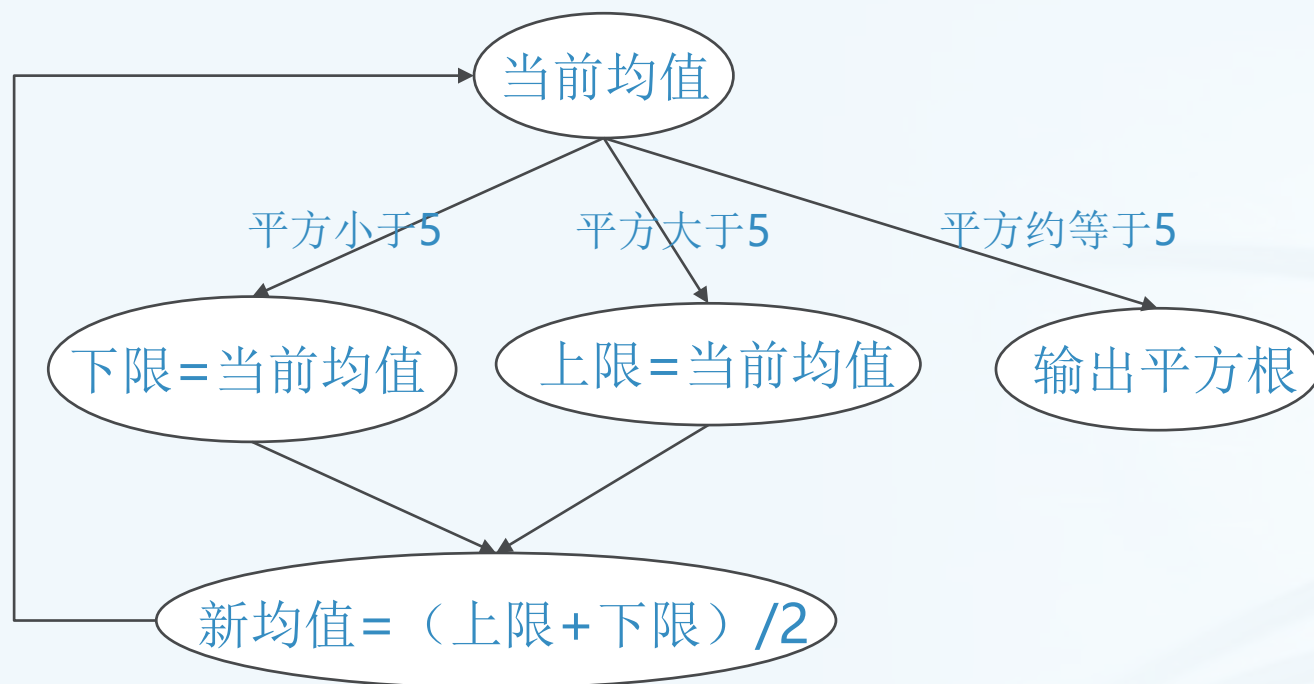 当前均值
平方小于5
平方大于5
平方约等于5
下限=当前均值
上限=当前均值
输出平方根
新均值=（上限+下限）/2